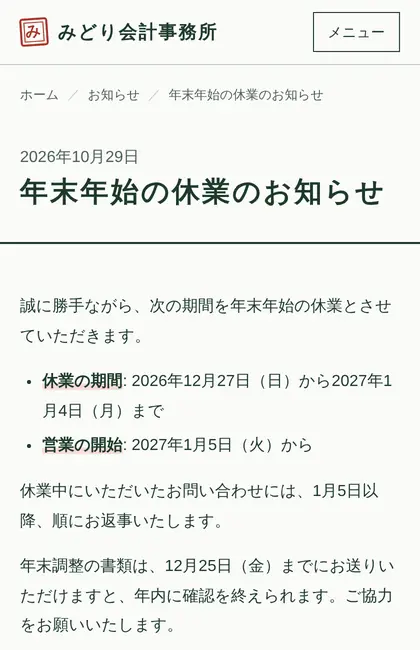 み みどり会計事務所
メニュー
ホーム ／ お知らせ ／ 年末年始の休業のお知らせ
2026年10月29日
年末年始の休業のお知らせ
誠に勝手ながら、次の期間を年末年始の休業とさせ
ていただきます。
• 休業の期間: 2026年12月27日（日）から2027年1
月4日（月）まで
• 営業の開始: 2027年1月5日（火）から
休業中にいただいたお問い合わせには、1月5日以
降、順にお返事いたします。
年末調整の書類は、12月25日（金）までにお送りい
ただけますと、年内に確認を終えられます。ご協力
をお願いいたします。